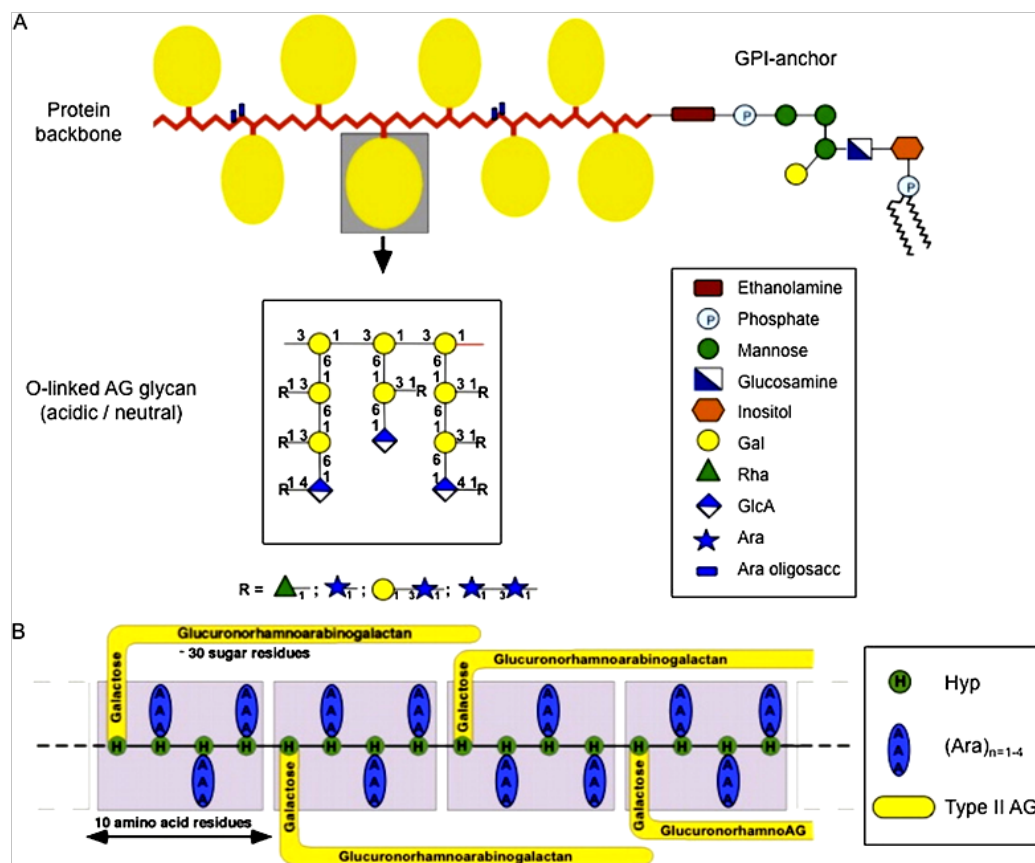 A
GPI-anchor
Protein
backbone
P
P
Ethanolamine
P Phosphate
Mannose
Glucosamine
Inositol
Gal
Rha
GlcA
Ara
Ara oligosacc
O-linked AG glycan
(acidic / neutral)
3 1 3 1 3 1
6 6 6
1 1 1
R 1 3 3 1 R 3 1 R
6 6 6
1 1 1
R 1 3 3 1 R
6 6
1 1
R 1 4 4 1 R
R = 1 ; 1 ; 1 3 1 ; 1 3 1
B
Glucuronorhamnoarabinogalactan
~ 30 sugar residues
Glucuronorhamnoarabinogalactan
Galactose
Galactose
A A A A A A A A
A A A A A A A A
A A A A A A A A
H H H H H H H H H H H H H H H H
A A A A
A A A A
A A A A
Galactose
Galactose
10 amino acid residues
GlucuronorhamnoAG
Glucuronorhamnoarabinogalactan
H Hyp
A
A (Ara)n=1-4
A
Type II AG